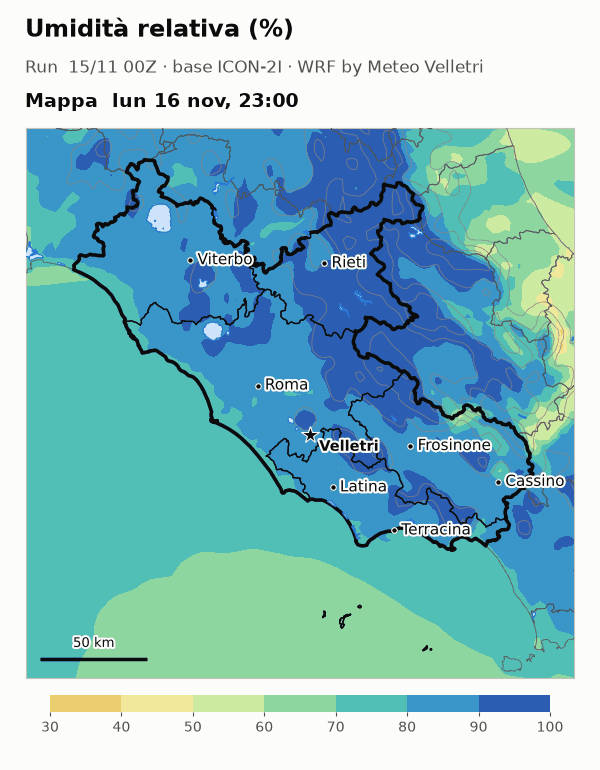 Umidità relativa (%)
Run 15/11 00Z · base ICON-2I · WRF by Meteo Velletri
Mappa lun 16 nov, 23:00
Viterbo
Rieti
Roma
Velletri
Frosinone
Cassino
Latina
Terracina
50 km
30 40 50 60 70 80 90 100